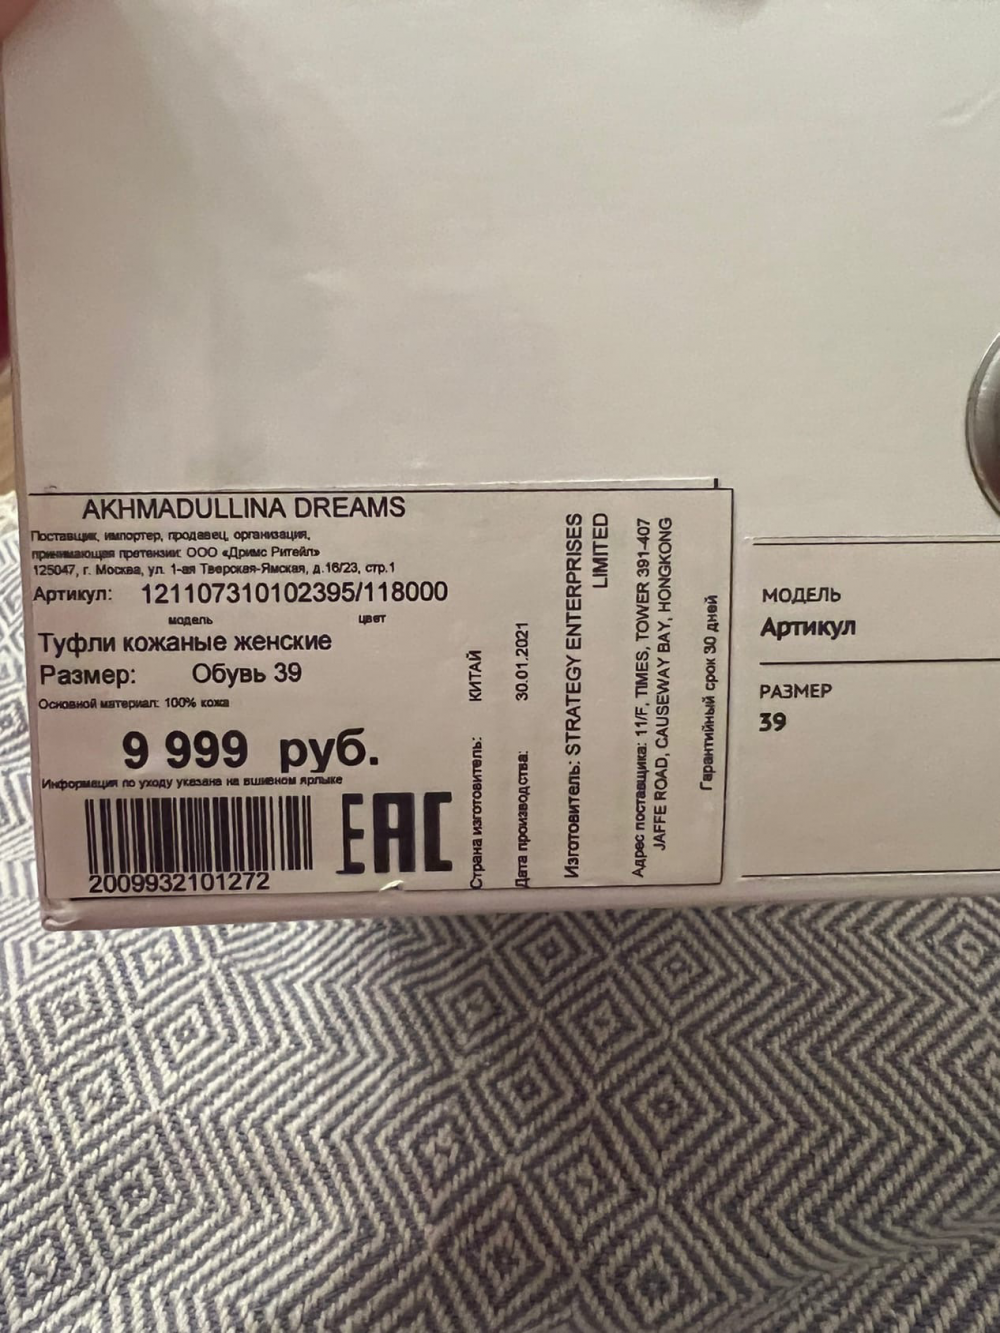 AKHMADULLINA DREAMS
Поставщик, импортер, продавец, организация,
принимающая претензии: ООО «Дримс Ритейл»
125047, г. Москва, ул. 1-ая Тверская-Ямская, д.16/23, стр.1
Артикул: 121107310102395/118000
модель цвет
Туфли кожаные женские
Размер: Обувь 39
Основной материал: 100% кожа
9 999 руб.
Информация по уходу указана на вшивном ярлыке
EAC
2009932101272
Страна изготовитель: КИТАЙ
Дата производства: 30.01.2021
Изготовитель: STRATEGY ENTERPRISES
LIMITED
Адрес поставщика: 11/F, TIMES, TOWER 391-407
JAFFE ROAD, CAUSEWAY BAY, HONGKONG
Гарантийный срок 30 дней
МОДЕЛЬ
Артикул
РАЗМЕР
39